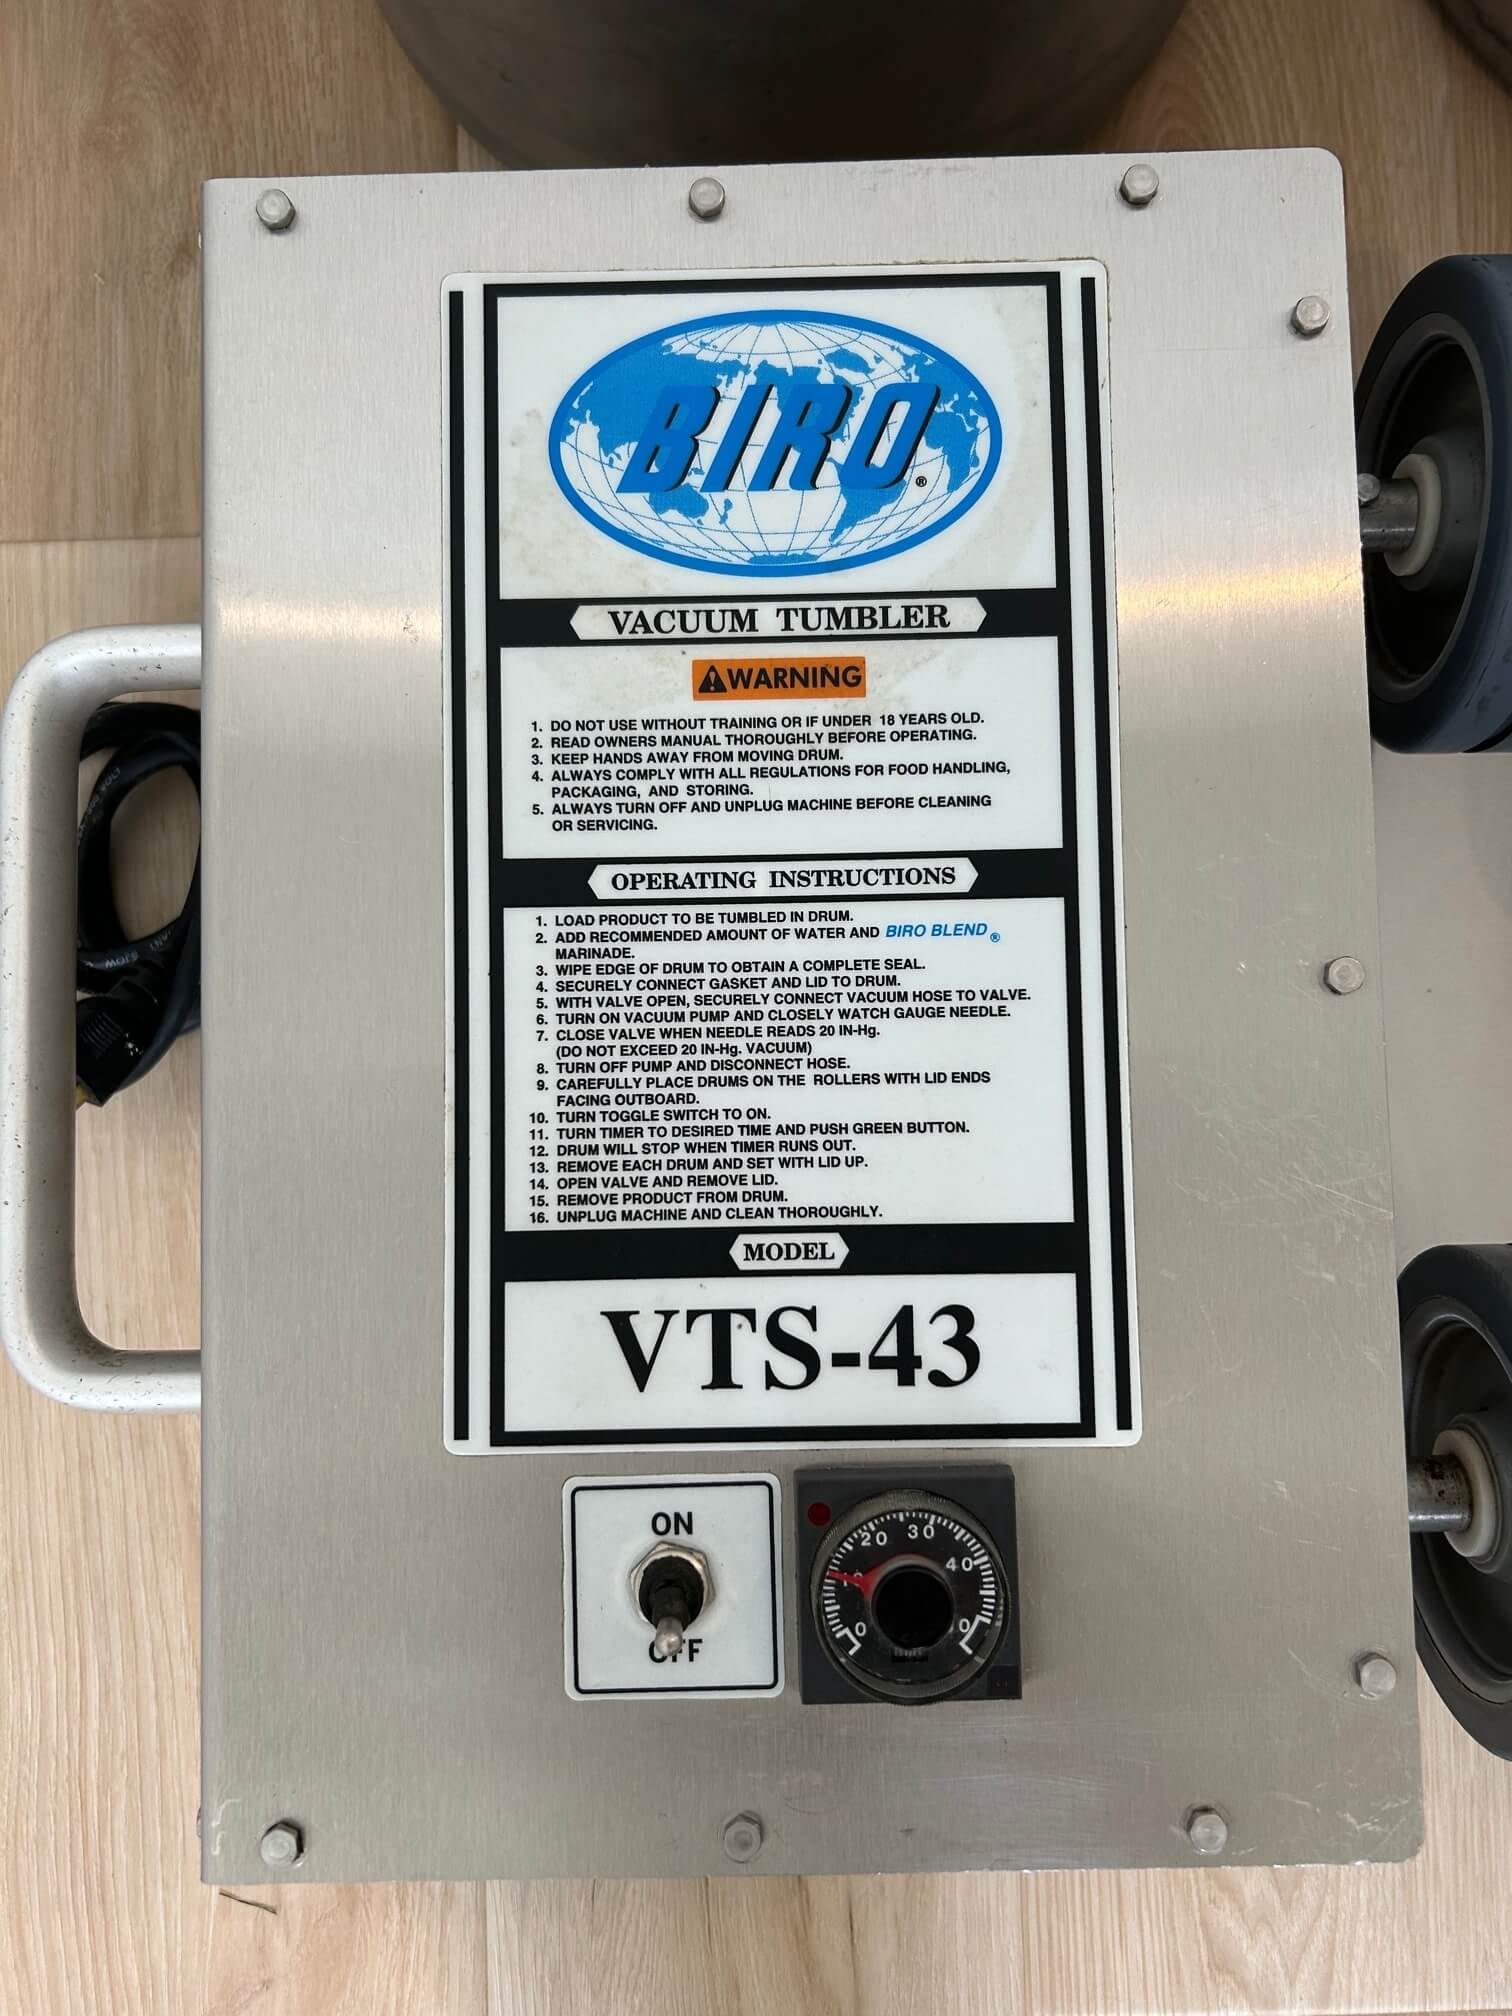 BIRO®
VACUUM TUMBLER
WARNING
1. DO NOT USE WITHOUT TRAINING OR IF UNDER 18 YEARS OLD.
2. READ OWNERS MANUAL THOROUGHLY BEFORE OPERATING.
3. KEEP HANDS AWAY FROM MOVING DRUM.
4. ALWAYS COMPLY WITH ALL REGULATIONS FOR FOOD HANDLING,
PACKAGING, AND STORING.
5. ALWAYS TURN OFF AND UNPLUG MACHINE BEFORE CLEANING
OR SERVICING.
OPERATING INSTRUCTIONS
1. LOAD PRODUCT TO BE TUMBLED IN DRUM.
2. ADD RECOMMENDED AMOUNT OF WATER AND BIRO BLEND®
MARINADE.
3. WIPE EDGE OF DRUM TO OBTAIN A COMPLETE SEAL.
4. SECURELY CONNECT GASKET AND LID TO DRUM.
5. WITH VALVE OPEN, SECURELY CONNECT VACUUM HOSE TO VALVE.
6. TURN ON VACUUM PUMP AND CLOSELY WATCH GAUGE NEEDLE.
7. CLOSE VALVE WHEN NEEDLE READS 20 IN-Hg.
(DO NOT EXCEED 20 IN-Hg. VACUUM)
8. TURN OFF PUMP AND DISCONNECT HOSE.
9. CAREFULLY PLACE DRUMS ON THE ROLLERS WITH LID ENDS
FACING OUTBOARD.
10. TURN TOGGLE SWITCH TO ON.
11. TURN TIMER TO DESIRED TIME AND PUSH GREEN BUTTON.
12. DRUM WILL STOP WHEN TIMER RUNS OUT.
13. REMOVE EACH DRUM AND SET WITH LID UP.
14. OPEN VALVE AND REMOVE LID.
15. REMOVE PRODUCT FROM DRUM.
16. UNPLUG MACHINE AND CLEAN THOROUGHLY.
MODEL
VTS-43
ON
OFF
0 20 30 40 0